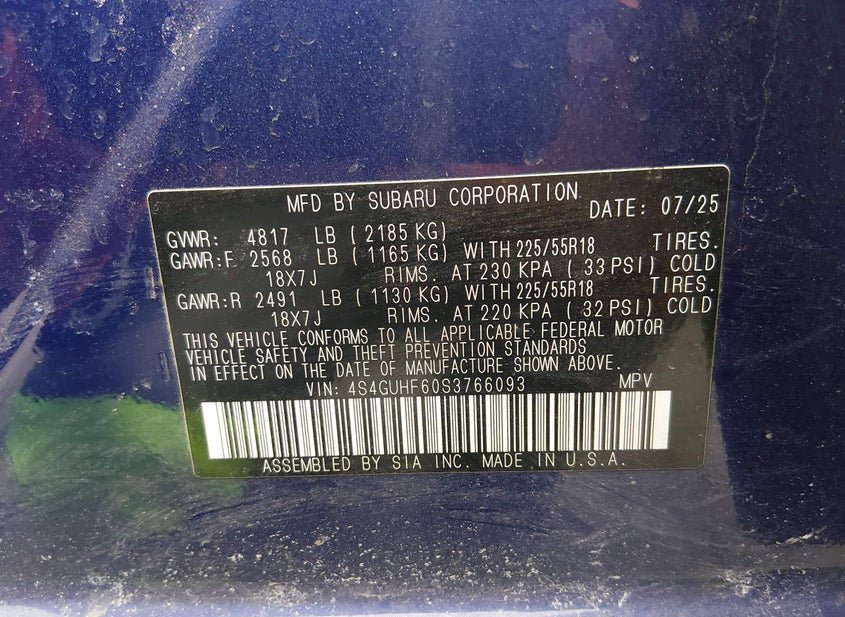 MFD BY SUBARU CORPORATION DATE: 07/25
GVWR: 4817 LB ( 2185 KG)
GAWR:F 2568 LB ( 1165 KG) WITH 225/55R18 TIRES.
18X7J RIMS. AT 230 KPA ( 33 PSI) COLD
GAWR:R 2491 LB ( 1130 KG) WITH 225/55R18 TIRES.
18X7J RIMS. AT 220 KPA ( 32 PSI) COLD
THIS VEHICLE CONFORMS TO ALL APPLICABLE FEDERAL MOTOR
VEHICLE SAFETY AND THEFT PREVENTION STANDARDS
IN EFFECT ON THE DATE OF MANUFACTURE SHOWN ABOVE.
VIN: 4S4GUHF60S3766093 MPV
ASSEMBLED BY SIA INC. MADE IN U.S.A.